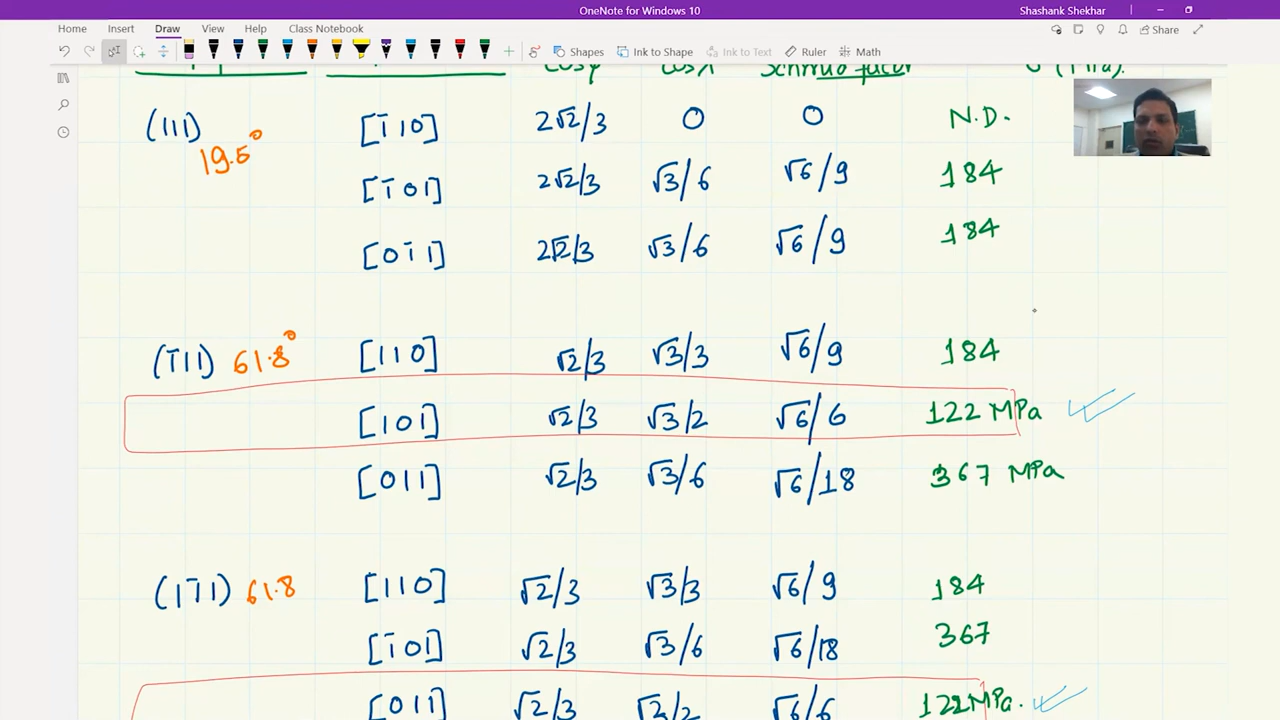 OneNote for Windows 10
Shashank Shekhar
Home Insert Draw View Help Class Notebook
Shapes Ink to Shape Ink to Text Ruler Math Share
cosφ cosλ Schmid factor σ (MPa).
(111) [1̄10] 2√2/3 0 0 N.D.
19.5°
[1̄01] 2√2/3 √3/6 √6/9 184
[01̄1] 2√2/3 √3/6 √6/9 184
(1̄11) 61.8° [110] √2/3 √3/3 √6/9 184
[101] √2/3 √3/2 √6/6 122 MPa
[011] √2/3 √3/6 √6/18 367 MPa
(11̄1) 61.8 [110] √2/3 √3/3 √6/9 184
[1̄01] √2/3 √3/6 √6/18 367
[011] √2/3 √3/2 √6/6 122MPa.